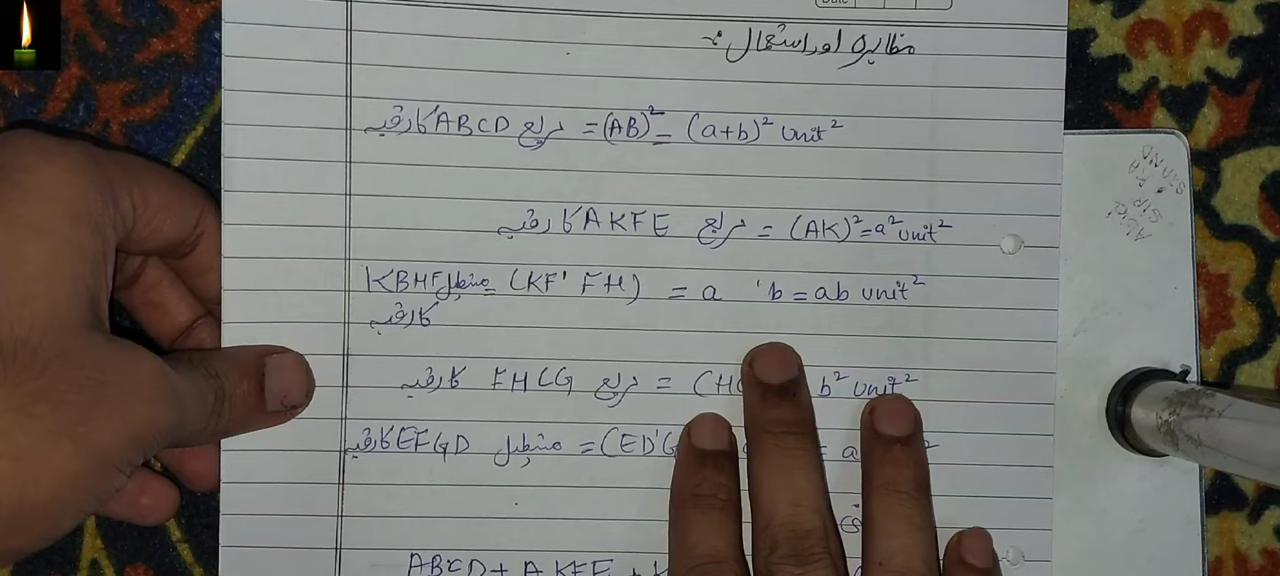 Date
مظاہرہ اور استعمال :-
مربع ABCD کا رقبہ = (AB)² = (a+b)² unit²
مربع AKFE کا رقبہ = (AK)² = a² unit²
مستطیل KBHF = (KF' FH) = a 'b = ab unit²
کا رقبہ
مربع FHCG کا رقبہ = (H b² unit²
مستطیل EFGD کا رقبہ = (ED'G = a ²
ABCD + AKFE +